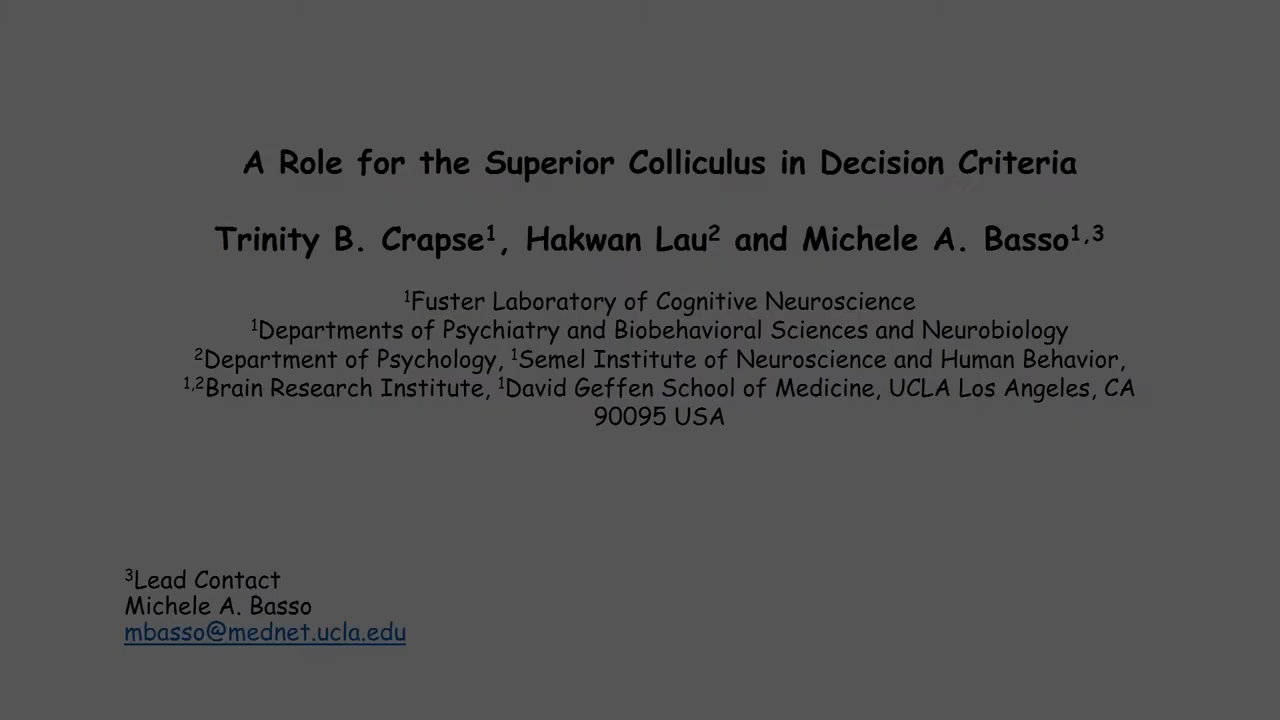 A Role for the Superior Colliculus in Decision Criteria
Trinity B. Crapse¹, Hakwan Lau² and Michele A. Basso¹,³
¹Fuster Laboratory of Cognitive Neuroscience
¹Departments of Psychiatry and Biobehavioral Sciences and Neurobiology
²Department of Psychology, ¹Semel Institute of Neuroscience and Human Behavior,
¹,²Brain Research Institute, ¹David Geffen School of Medicine, UCLA Los Angeles, CA
90095 USA
³Lead Contact
Michele A. Basso
mbasso@mednet.ucla.edu